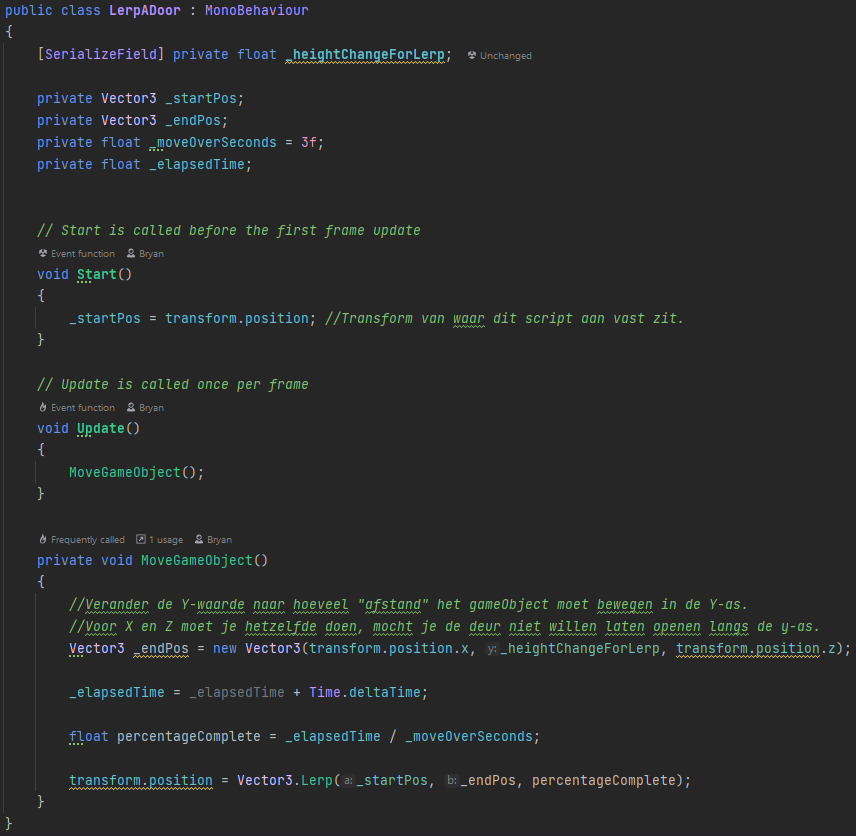 public class LerpADoor : MonoBehaviour
{
[SerializeField] private float _heightChangeForLerp; Unchanged
private Vector3 _startPos;
private Vector3 _endPos;
private float _moveOverSeconds = 3f;
private float _elapsedTime;
// Start is called before the first frame update
Event function Bryan
void Start()
{
_startPos = transform.position; //Transform van waar dit script aan vast zit.
}
// Update is called once per frame
Event function Bryan
void Update()
{
MoveGameObject();
}
Frequently called 1 usage Bryan
private void MoveGameObject()
{
//Verander de Y-waarde naar hoeveel "afstand" het gameObject moet bewegen in de Y-as.
//Voor X en Z moet je hetzelfde doen, mocht je de deur niet willen laten openen langs de y-as.
Vector3 _endPos = new Vector3(transform.position.x, y: _heightChangeForLerp, transform.position.z);
_elapsedTime = _elapsedTime + Time.deltaTime;
float percentageComplete = _elapsedTime / _moveOverSeconds;
transform.position = Vector3.Lerp( a: _startPos, b: _endPos, percentageComplete);
}
}